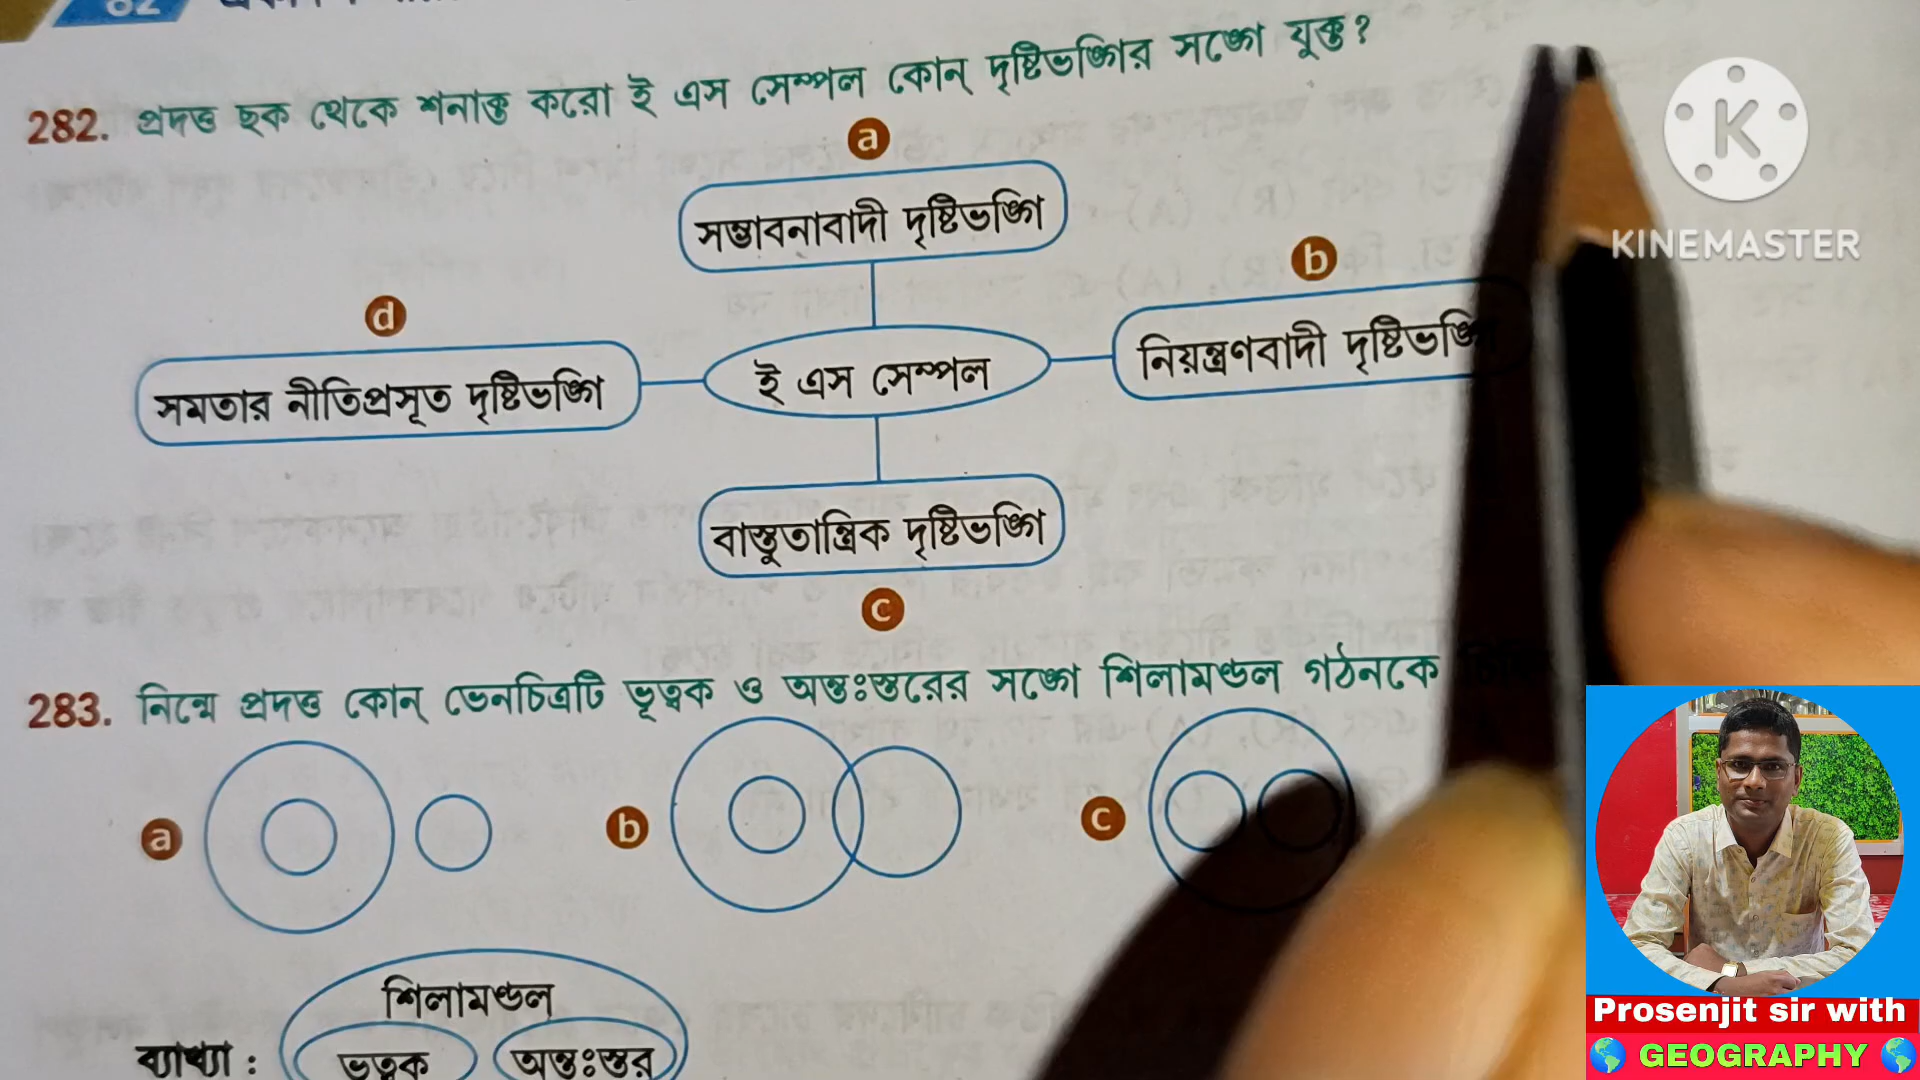 82
282. প্রদত্ত ছক থেকে শনাক্ত করো ই এস সেম্পল কোন্ দৃষ্টিভঙ্গির সঙ্গে যুক্ত?
a
সম্ভাবনাবাদী দৃষ্টিভঙ্গি
b
নিয়ন্ত্রণবাদী দৃষ্টিভঙ্গি
d
সমতার নীতিপ্রসূত দৃষ্টিভঙ্গি
ই এস সেম্পল
বাস্তুতান্ত্রিক দৃষ্টিভঙ্গি
c
283. নিম্নে প্রদত্ত কোন্ ভেনচিত্রটি ভূত্বক ও অন্তঃস্তরের সঙ্গে শিলামণ্ডল গঠনকে
a
b
c
শিলামণ্ডল
ব্যাখ্যা :
ভূত্বক
অন্তঃস্তর
K
KINEMASTER
Prosenjit sir with
GEOGRAPHY